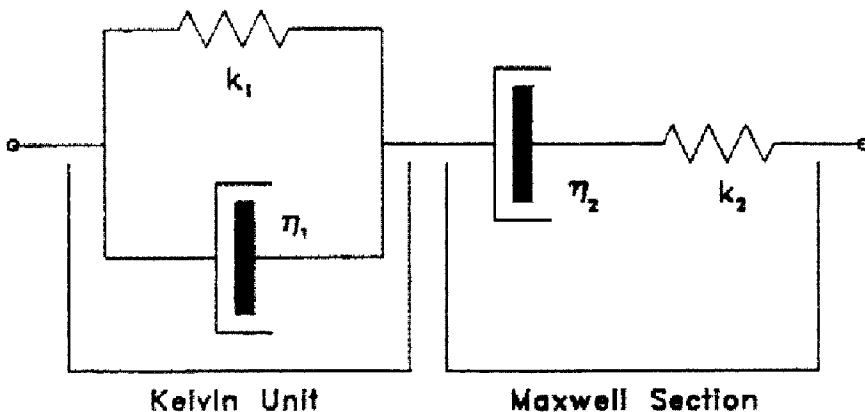 k₁
η₁
η₂
k₂
Kelvin Unit
Maxwell Section